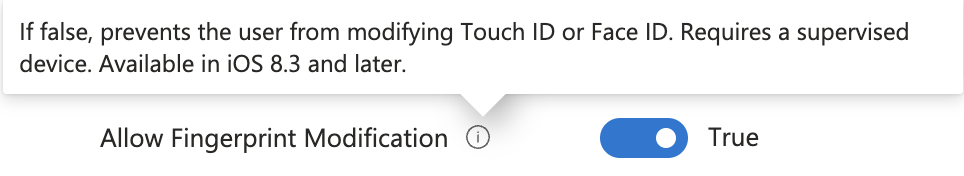 If false, prevents the user from modifying Touch ID or Face ID. Requires a supervised
device. Available in iOS 8.3 and later.
Allow Fingerprint Modification True